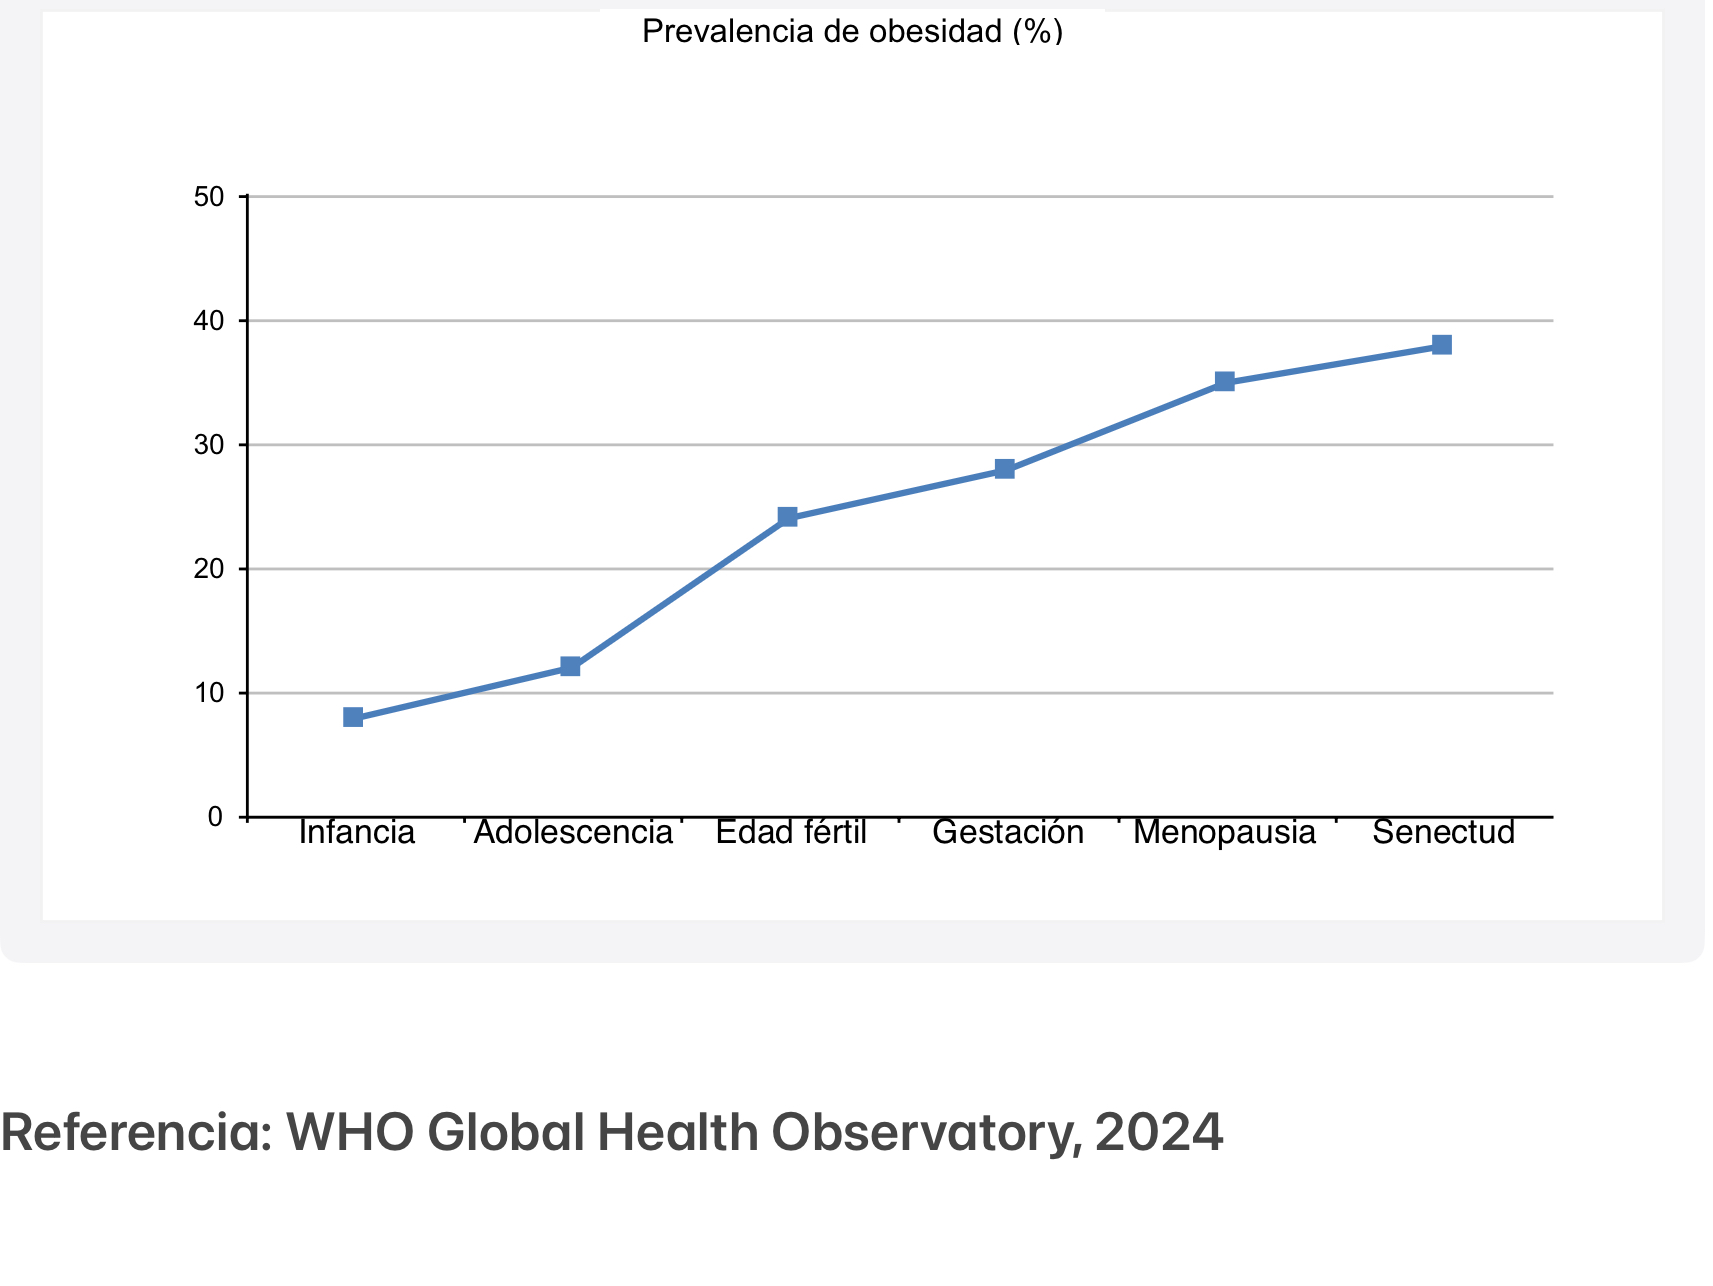 Prevalencia de obesidad (%)
50
40
30
20
10
0
Infancia Adolescencia Edad fértil Gestación Menopausia Senectud
Referencia: WHO Global Health Observatory, 2024